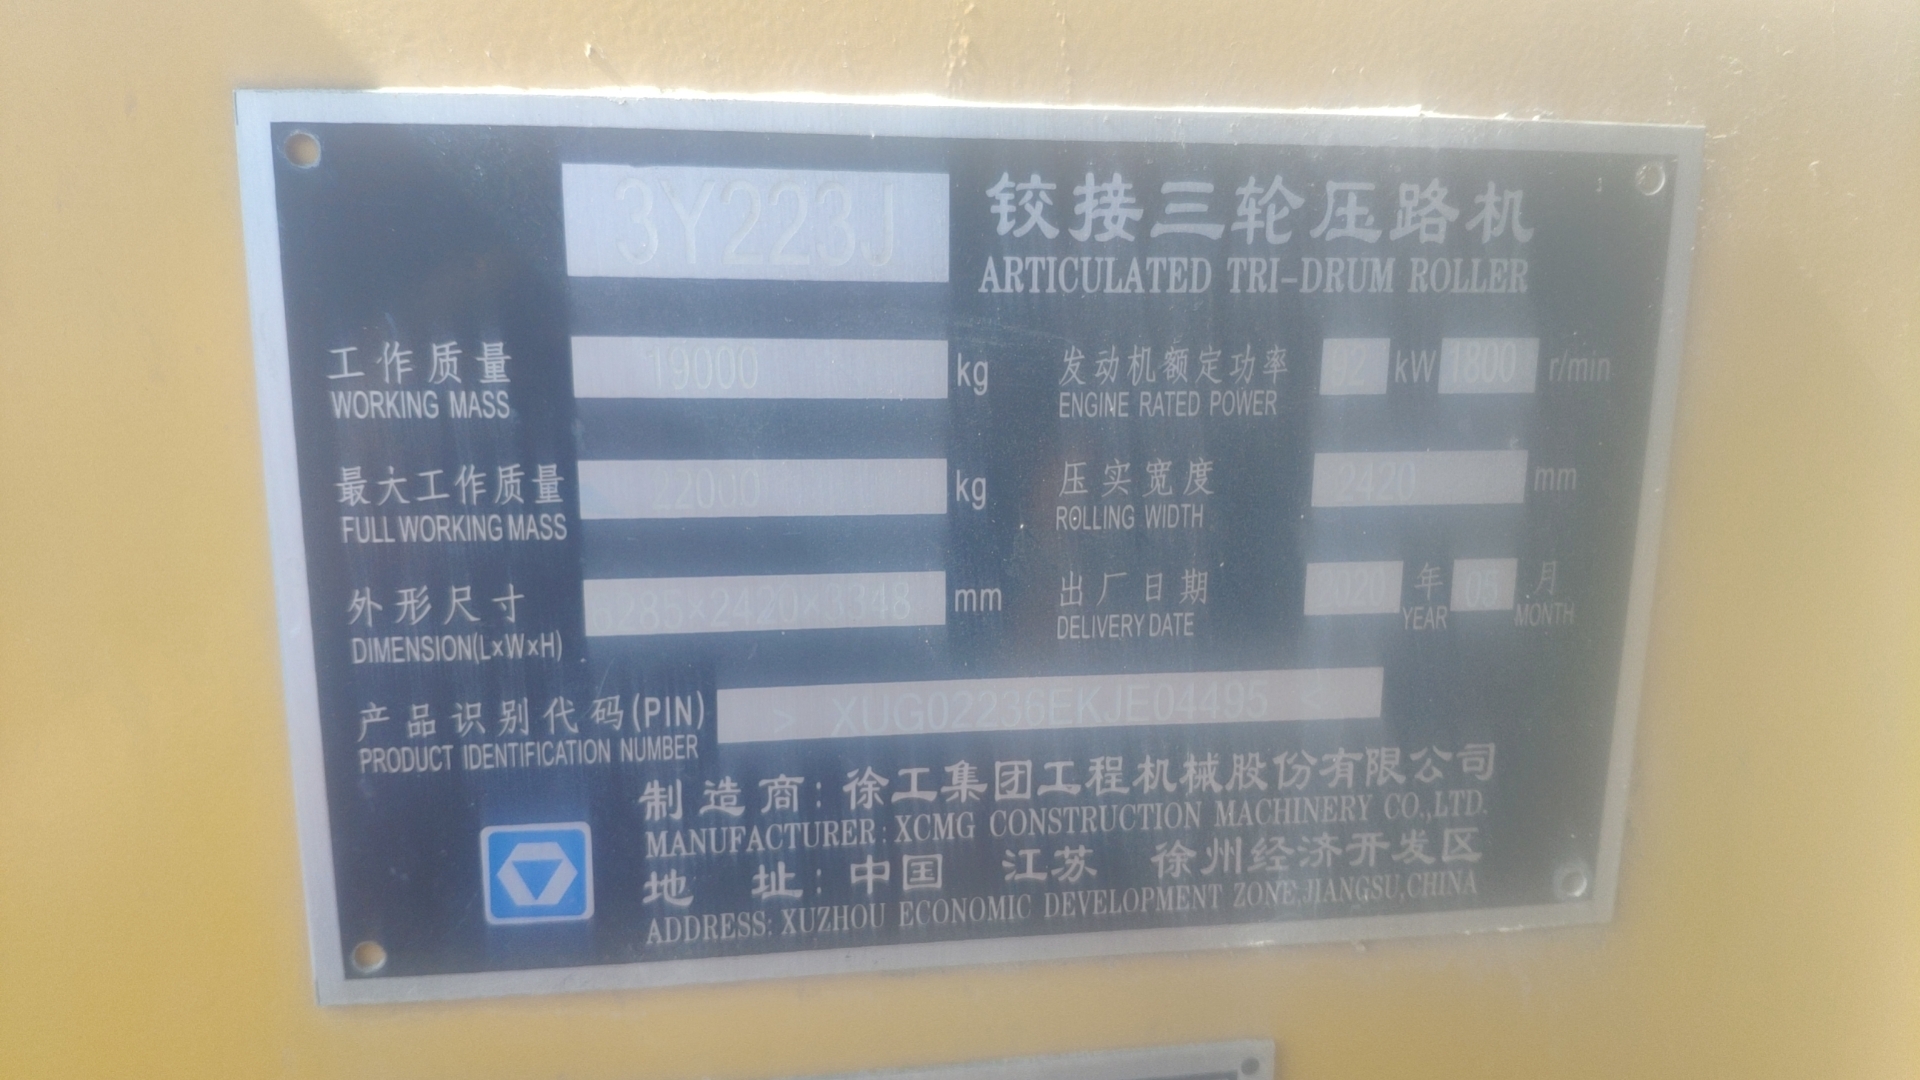 3Y223J 铰接三轮压路机
ARTICULATED TRI-DRUM ROLLER
工作质量 19000 kg 发动机额定功率 92 kW 1800 r/min
WORKING MASS ENGINE RATED POWER
最大工作质量 22000 kg 压实宽度 2420 mm
FULL WORKING MASS ROLLING WIDTH
外形尺寸 6285×2420×3348 mm 出厂日期 2020 年 05 月
DIMENSION(L×W×H) DELIVERY DATE YEAR MONTH
产品识别代码(PIN) > XUG02236EKJE04495 <
PRODUCT IDENTIFICATION NUMBER
制造商: 徐工集团工程机械股份有限公司
MANUFACTURER: XCMG CONSTRUCTION MACHINERY CO.,LTD.
地 址: 中国 江苏 徐州经济开发区
ADDRESS: XUZHOU ECONOMIC DEVELOPMENT ZONE,JIANGSU,CHINA